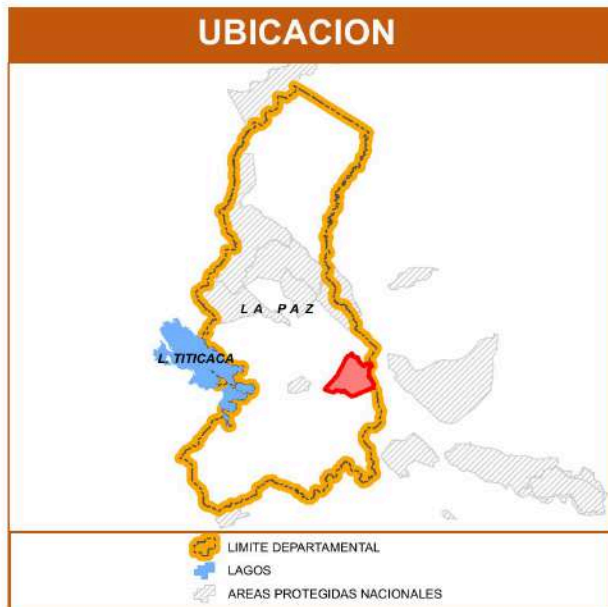 UBICACION
LA PAZ
L. TITICACA
LIMITE DEPARTAMENTAL
LAGOS
AREAS PROTEGIDAS NACIONALES